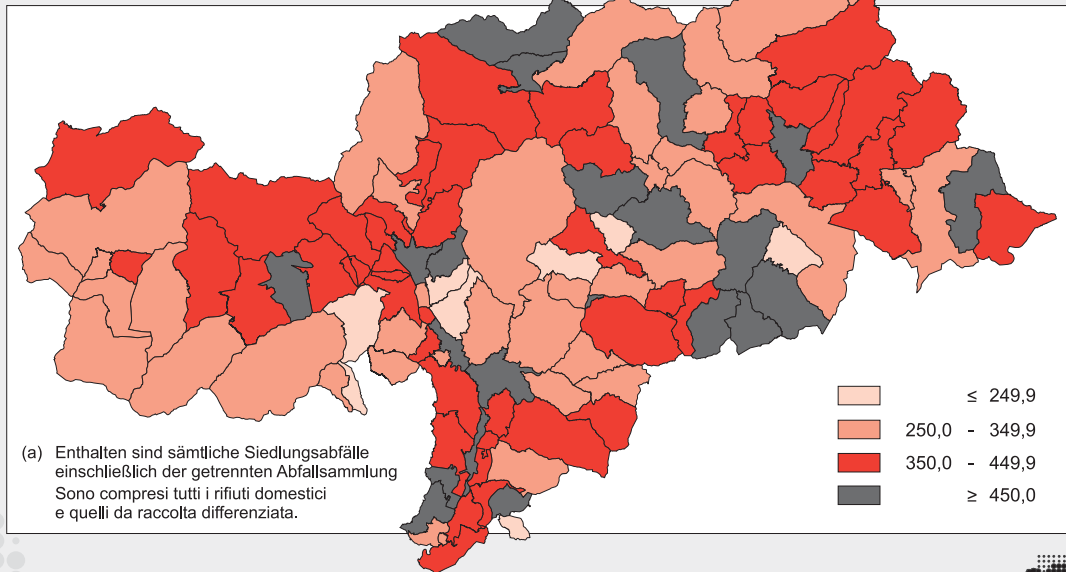 ≤ 249,9
250,0 - 349,9
350,0 - 449,9
≥ 450,0
(a) Enthalten sind sämtliche Siedlungsabfälle
einschließlich der getrennten Abfallsammlung
Sono compresi tutti i rifiuti domestici
e quelli da raccolta differenziata.